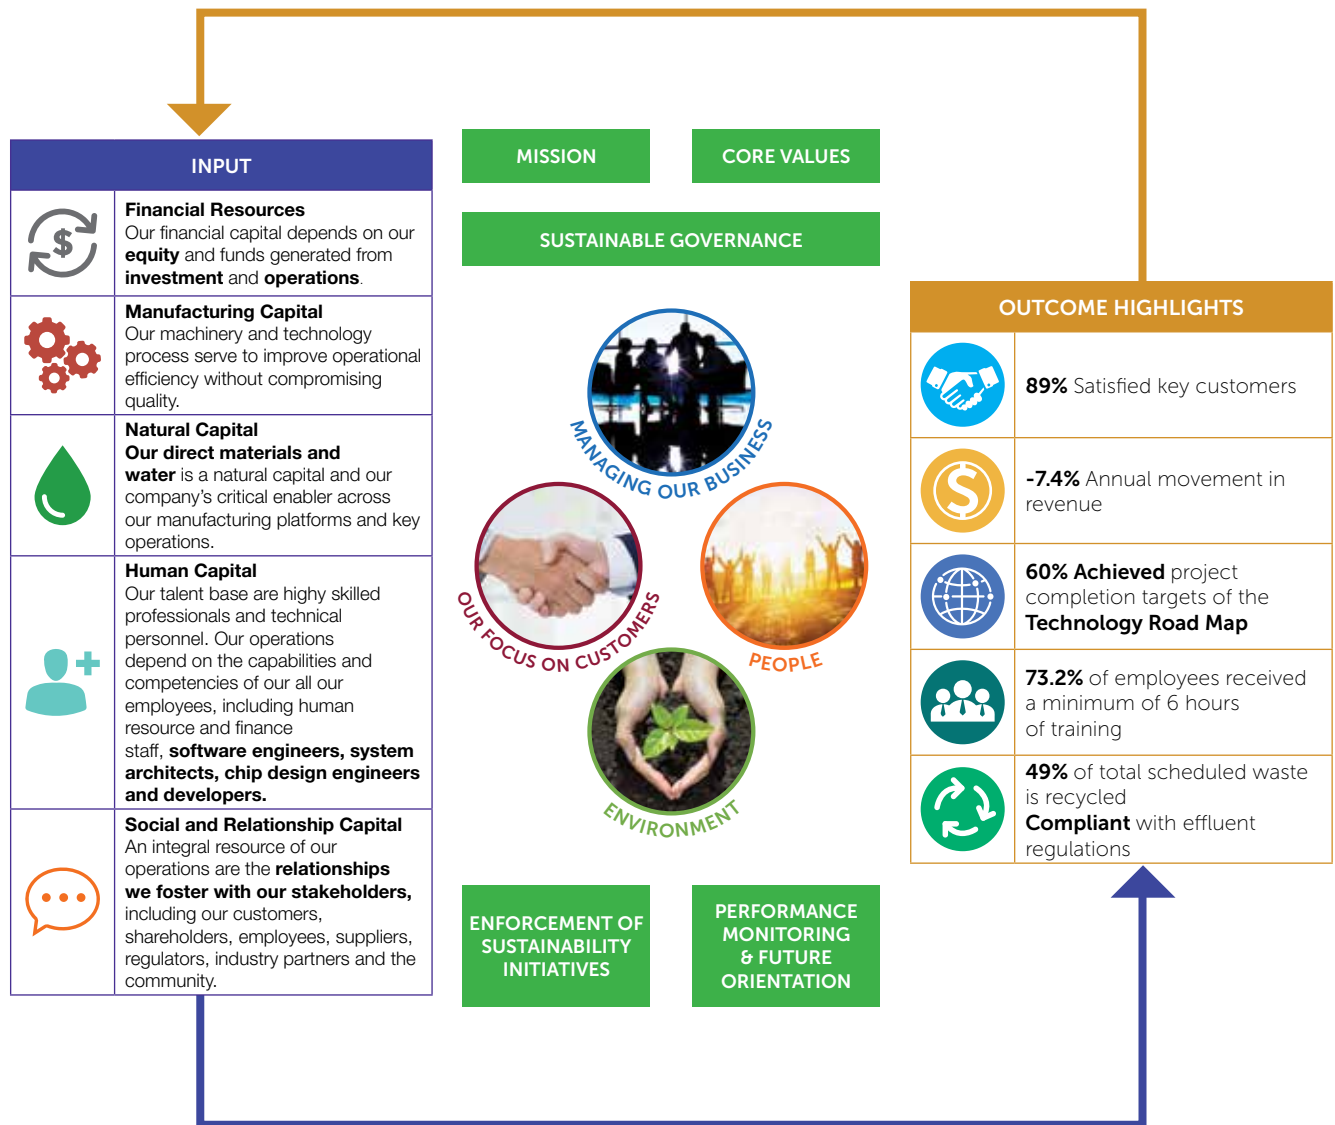 INPUT
Financial Resources
Our financial capital depends on our
equity and funds generated from
investment and operations.
Manufacturing Capital
Our machinery and technology
process serve to improve operational
efficiency without compromising
quality.
Natural Capital
Our direct materials and
water is a natural capital and our
company's critical enabler across
our manufacturing platforms and key
operations.
Human Capital
Our talent base are highy skilled
professionals and technical
personnel. Our operations
depend on the capabilities and
competencies of our all our
employees, including human
resource and finance
staff, software engineers, system
architects, chip design engineers
and developers.
Social and Relationship Capital
An integral resource of our
operations are the relationships
we foster with our stakeholders,
including our customers,
shareholders, employees, suppliers,
regulators, industry partners and the
community.
MISSION
CORE VALUES
SUSTAINABLE GOVERNANCE
MANAGING OUR BUSINESS
OUR FOCUS ON CUSTOMERS
PEOPLE
ENVIRONMENT
ENFORCEMENT OF
SUSTAINABILITY
INITIATIVES
PERFORMANCE
MONITORING
& FUTURE
ORIENTATION
OUTCOME HIGHLIGHTS
89% Satisfied key customers
-7.4% Annual movement in
revenue
60% Achieved project
completion targets of the
Technology Road Map
73.2% of employees received
a minimum of 6 hours
of training
49% of total scheduled waste
is recycled
Compliant with effluent
regulations